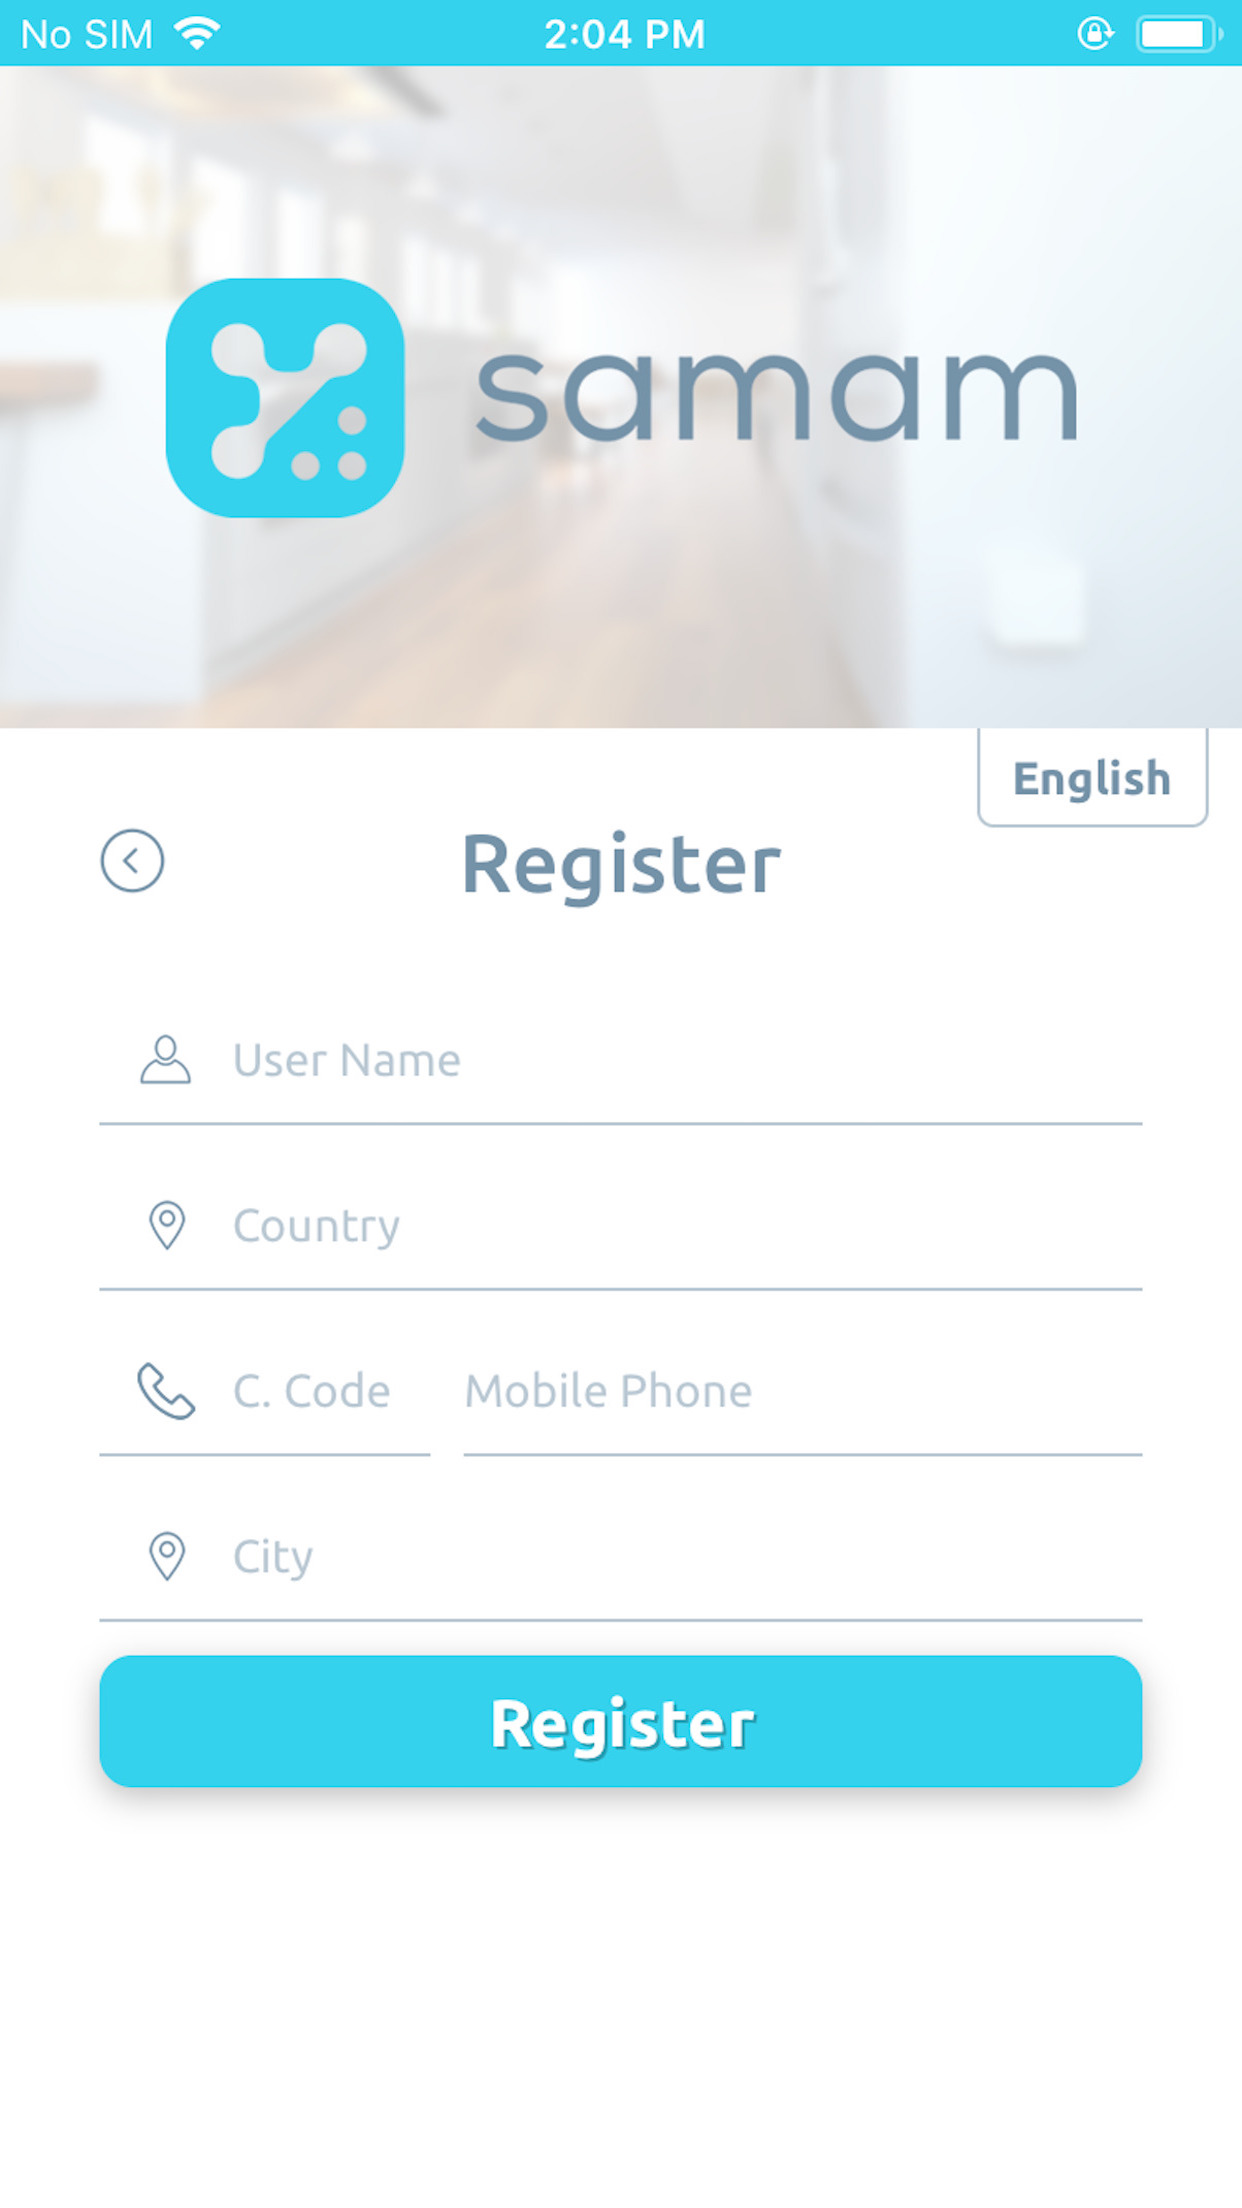 No SIM 2:04 PM
samam
English
Register
User Name
Country
C. Code Mobile Phone
City
Register